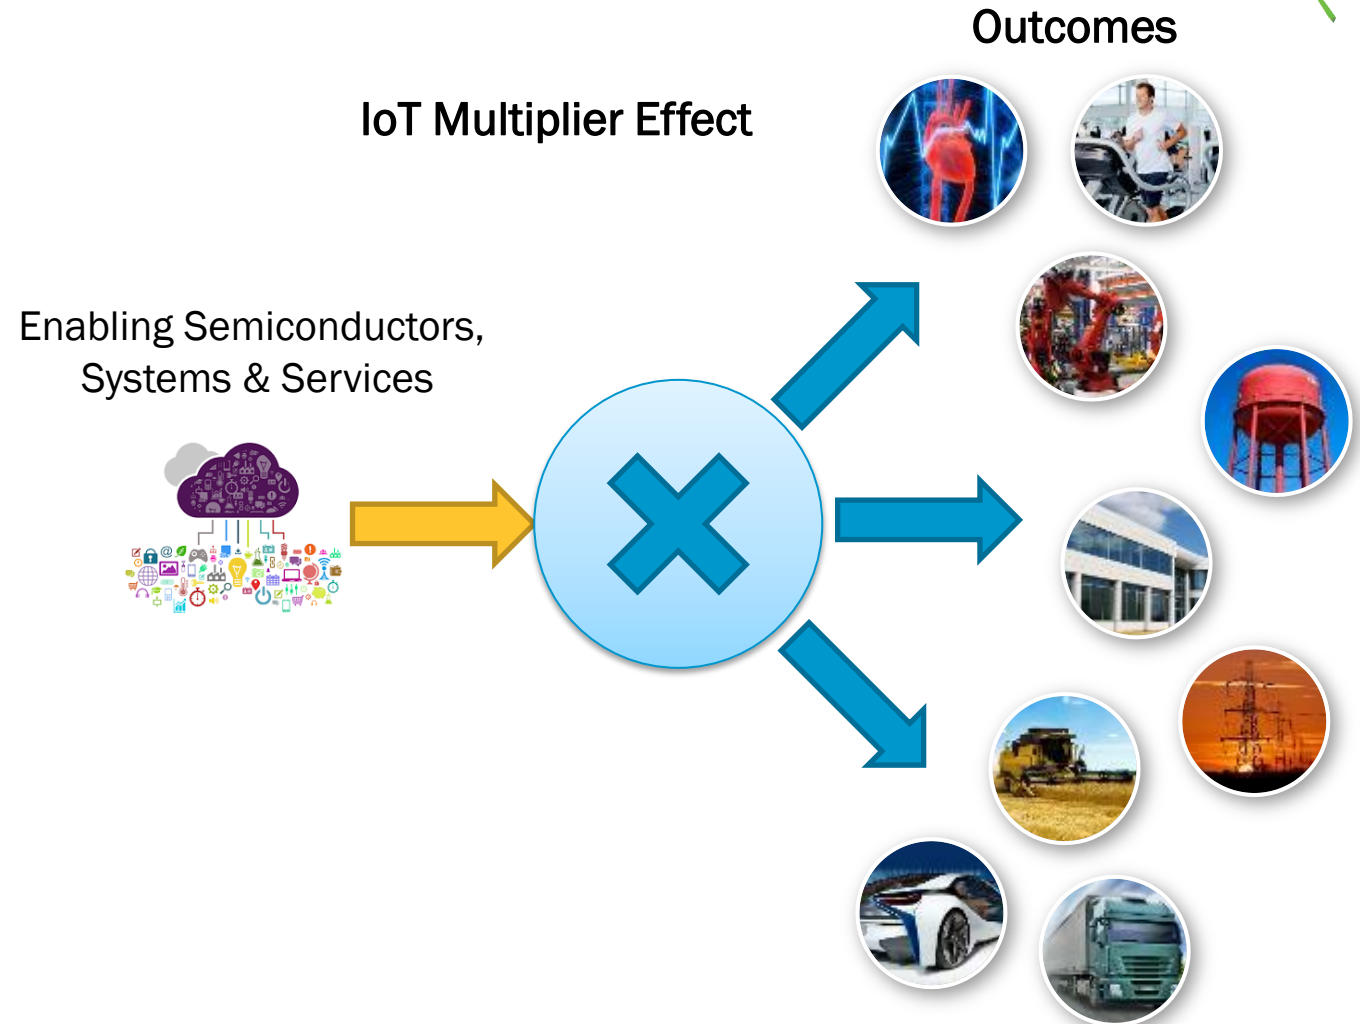 Outcomes
IoT Multiplier Effect
Enabling Semiconductors,
Systems & Services